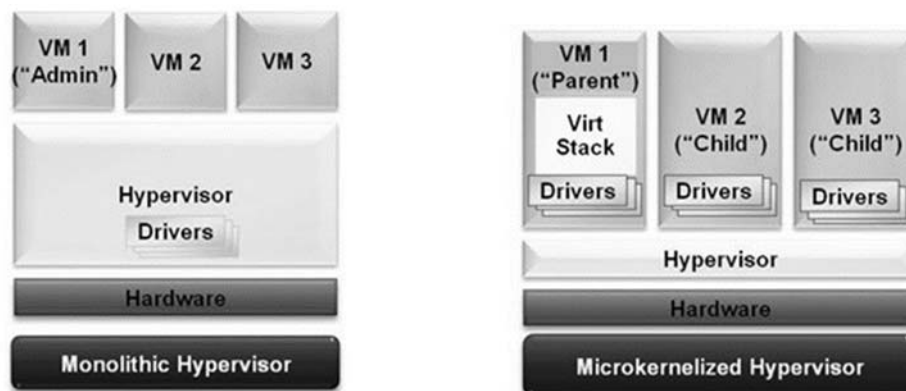 VM 1
("Admin")
VM 2
VM 3
Hypervisor
Drivers
Hardware
Monolithic Hypervisor
VM 1
("Parent")
Virt
Stack
Drivers
VM 2
("Child")
Drivers
VM 3
("Child")
Drivers
Hypervisor
Hardware
Microkernelized Hypervisor